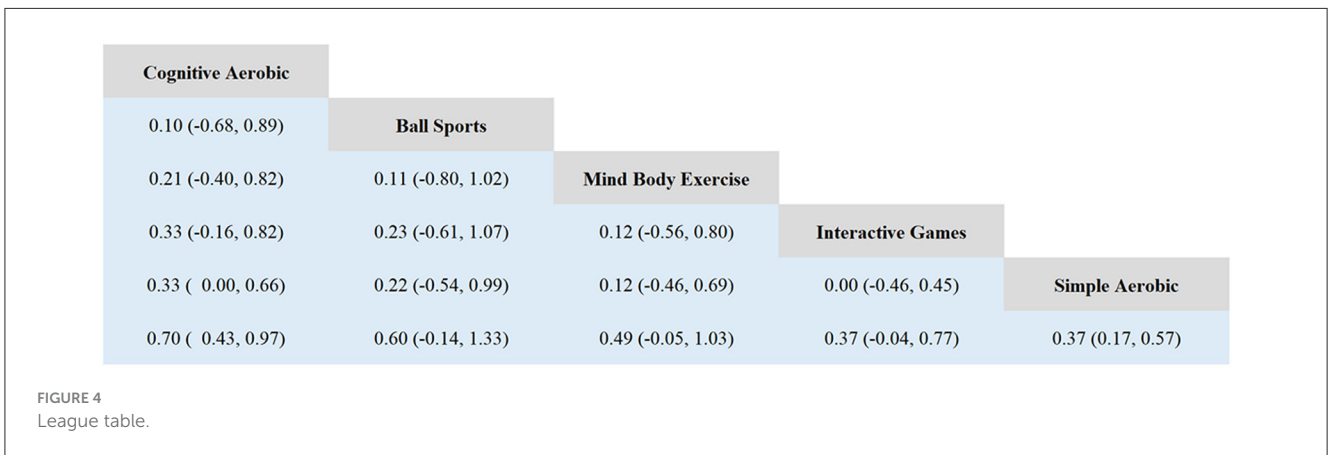 Cognitive Aerobic
0.10 (-0.68, 0.89) Ball Sports
0.21 (-0.40, 0.82) 0.11 (-0.80, 1.02) Mind Body Exercise
0.33 (-0.16, 0.82) 0.23 (-0.61, 1.07) 0.12 (-0.56, 0.80) Interactive Games
0.33 ( 0.00, 0.66) 0.22 (-0.54, 0.99) 0.12 (-0.46, 0.69) 0.00 (-0.46, 0.45) Simple Aerobic
0.70 ( 0.43, 0.97) 0.60 (-0.14, 1.33) 0.49 (-0.05, 1.03) 0.37 (-0.04, 0.77) 0.37 (0.17, 0.57)
FIGURE 4
League table.